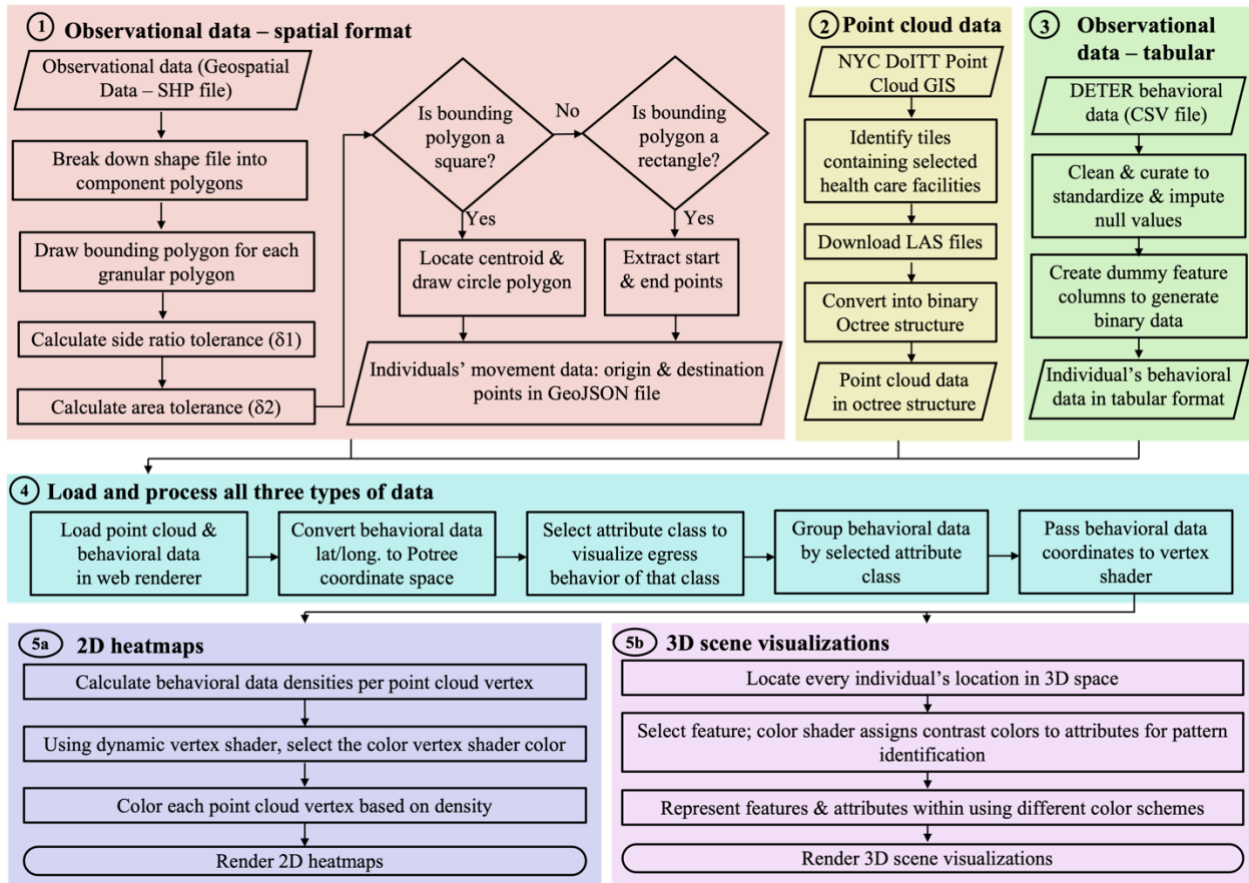 1 Observational data – spatial format
Observational data (Geospatial
Data – SHP file)
Break down shape file into
component polygons
Draw bounding polygon for each
granular polygon
Calculate side ratio tolerance (δ1)
Calculate area tolerance (δ2)
Is bounding
polygon a
square?
No
Is bounding
polygon a
rectangle?
Yes
Yes
Locate centroid &
draw circle polygon
Extract start
& end points
Individuals’ movement data: origin & destination
points in GeoJSON file
2 Point cloud data
NYC DoITT Point
Cloud GIS
Identify tiles
containing selected
health care facilities
Download LAS files
Convert into binary
Octree structure
Point cloud data
in octree structure
3 Observational
data – tabular
DETER behavioral
data (CSV file)
Clean & curate to
standardize & impute
null values
Create dummy feature
columns to generate
binary data
Individual’s behavioral
data in tabular format
4 Load and process all three types of data
Load point cloud &
behavioral data
in web renderer
Convert behavioral data
lat/long. to Potree
coordinate space
Select attribute class to
visualize egress
behavior of that class
Group behavioral data
by selected attribute
class
Pass behavioral data
coordinates to vertex
shader
5a 2D heatmaps
Calculate behavioral data densities per point cloud vertex
Using dynamic vertex shader, select the color vertex shader color
Color each point cloud vertex based on density
Render 2D heatmaps
5b 3D scene visualizations
Locate every individual’s location in 3D space
Select feature; color shader assigns contrast colors to attributes for pattern
identification
Represent features & attributes within using different color schemes
Render 3D scene visualizations